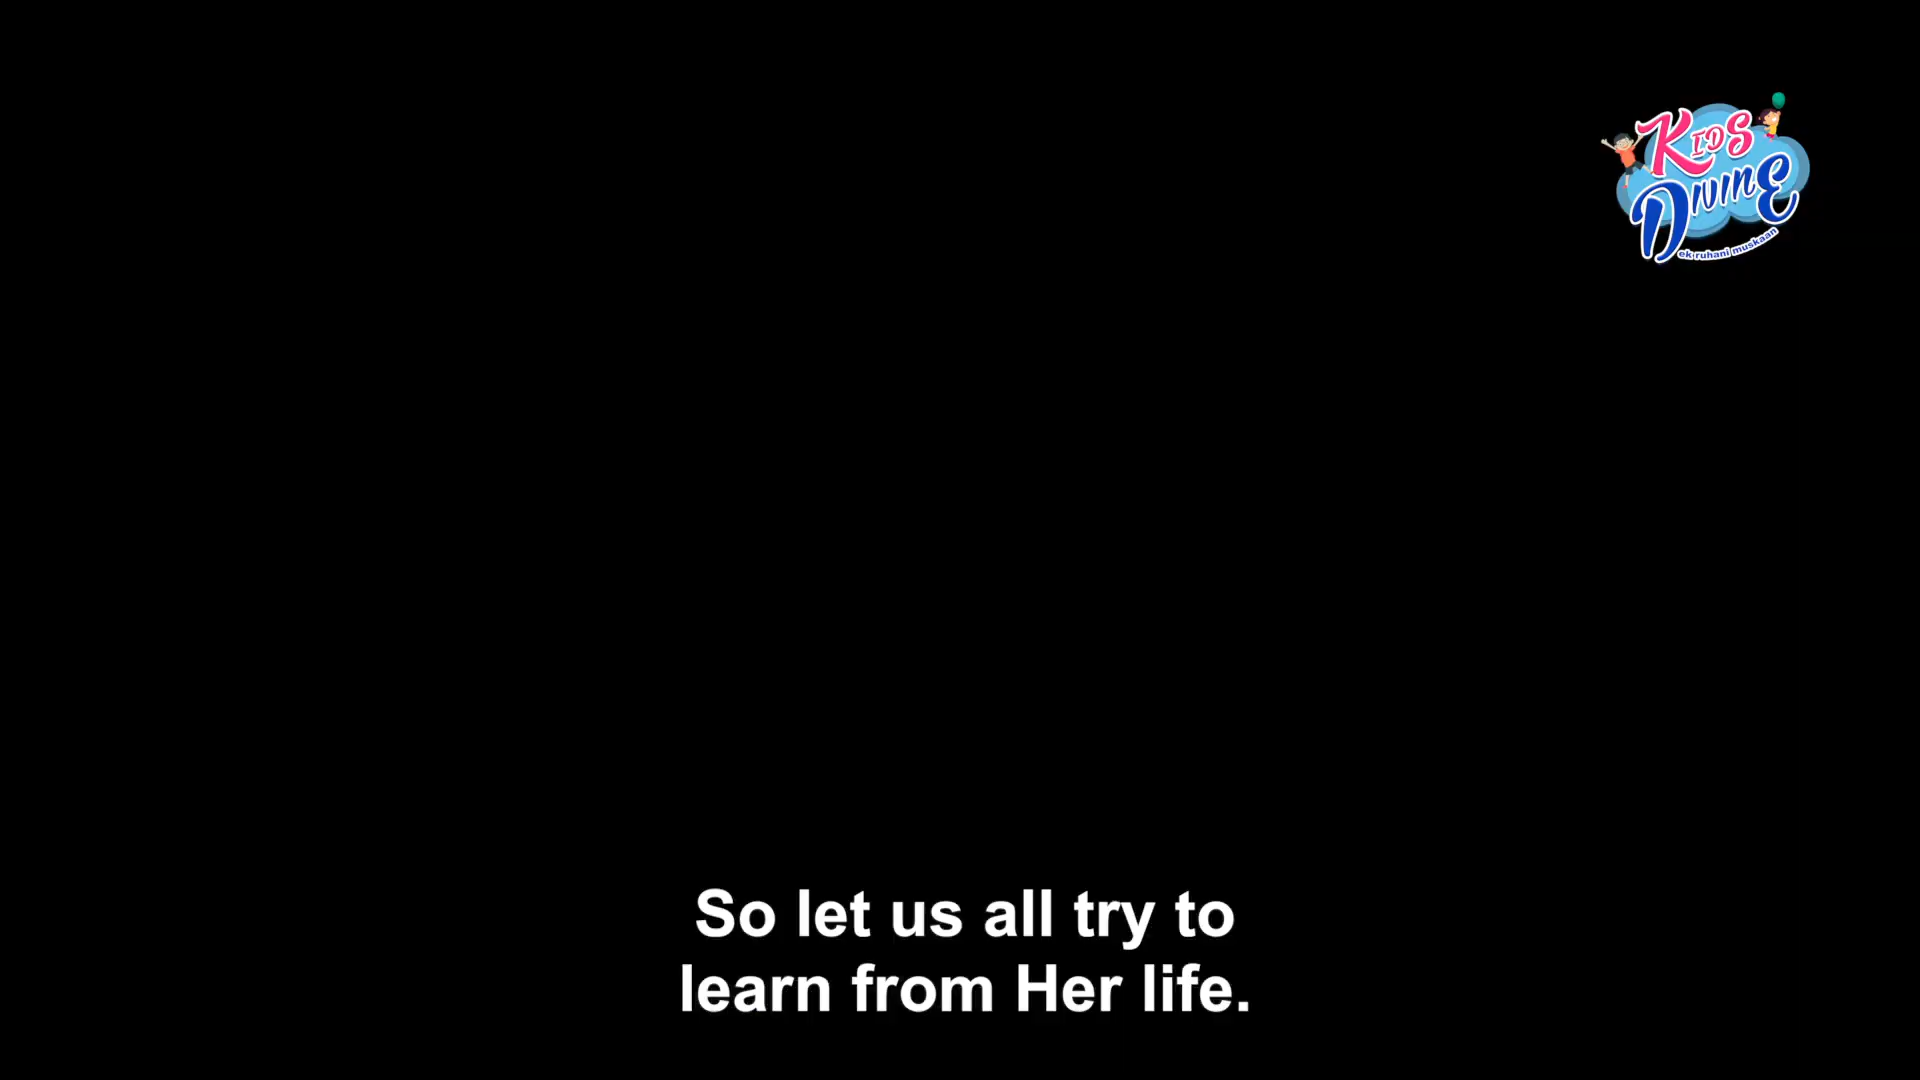 KIDS
DIVINE
ek ruhani muskaan
So let us all try to
learn from Her life.